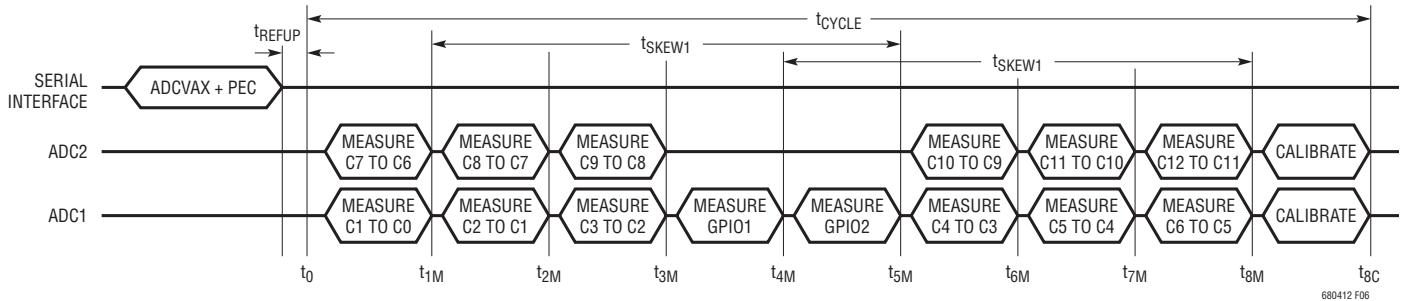 tCYCLE
tREFUP
tSKEW1
tSKEW1
SERIAL
INTERFACE
ADCVAX + PEC
ADC2
MEASURE
C7 TO C6
MEASURE
C8 TO C7
MEASURE
C9 TO C8
MEASURE
C10 TO C9
MEASURE
C11 TO C10
MEASURE
C12 TO C11
CALIBRATE
ADC1
MEASURE
C1 TO C0
MEASURE
C2 TO C1
MEASURE
C3 TO C2
MEASURE
GPIO1
MEASURE
GPIO2
MEASURE
C4 TO C3
MEASURE
C5 TO C4
MEASURE
C6 TO C5
CALIBRATE
t0
t1M
t2M
t3M
t4M
t5M
t6M
t7M
t8M
t8C
680412 F06